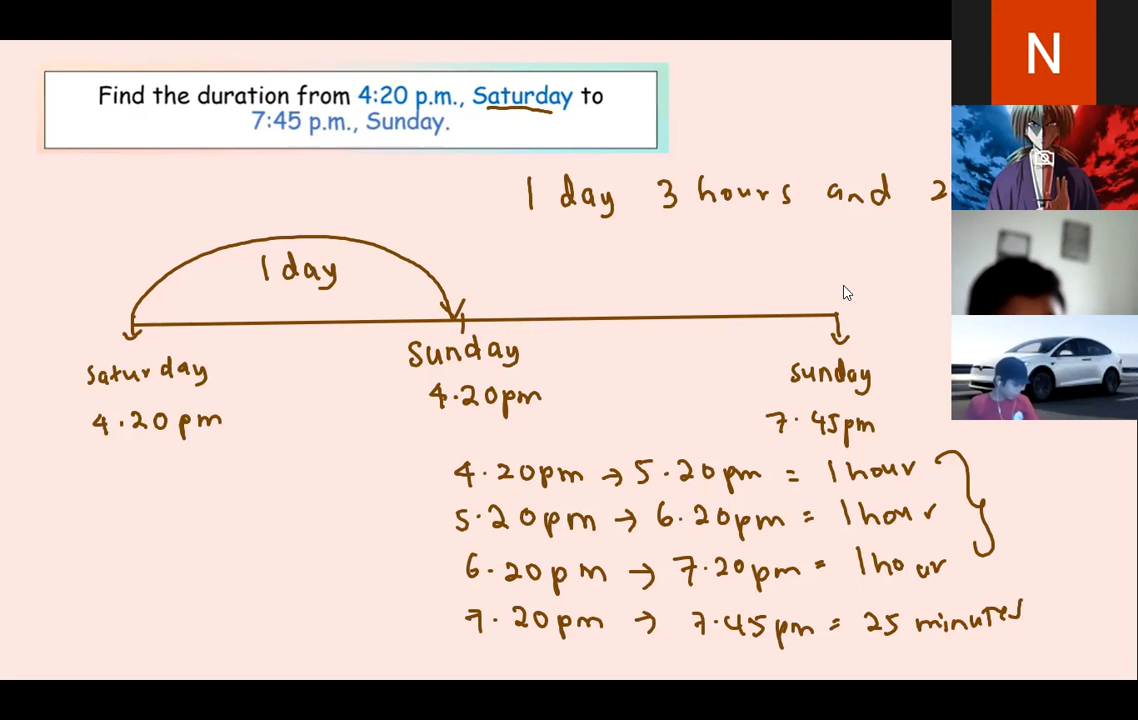 N
Find the duration from 4:20 p.m., Saturday to
7:45 p.m., Sunday.
1 day 3 hours and 2
1 day
Saturday
4.20pm
Sunday
4.20pm
Sunday
7.45pm
4.20pm → 5.20pm = 1 hour
5.20pm → 6.20pm = 1 hour
6.20pm → 7.20pm = 1 hour
7.20pm → 7.45pm = 25 minutes